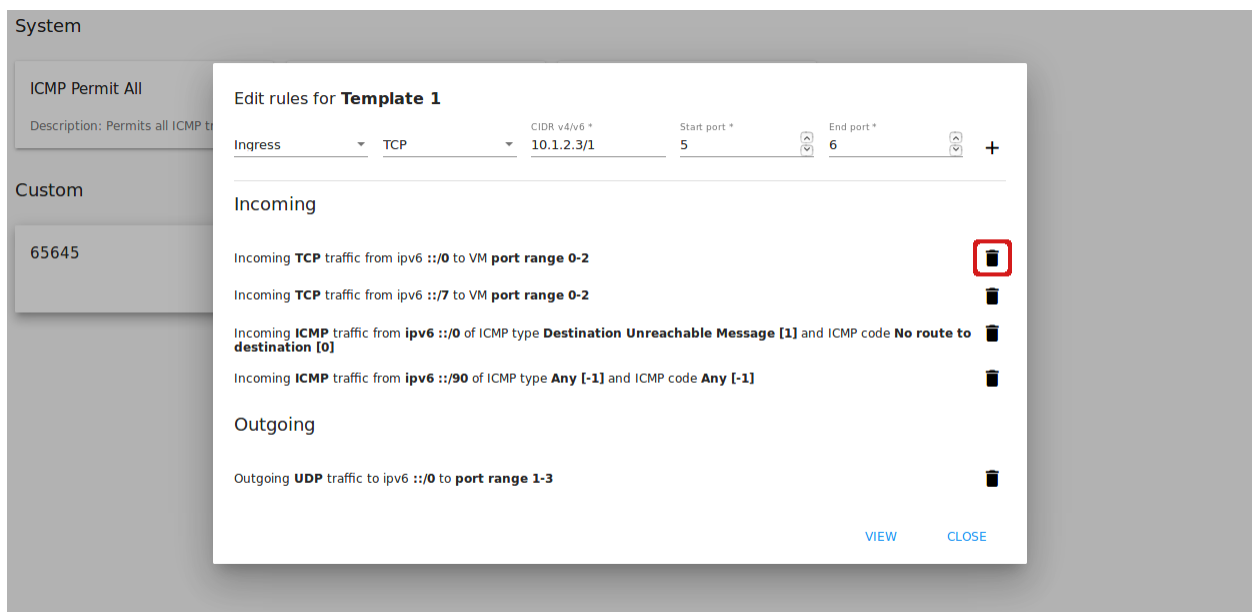 System
ICMP Permit All
Description: Permits all ICMP tr
Custom
65645
Edit rules for Template 1
CIDR v4/v6 * Start port * End port *
Ingress TCP 10.1.2.3/1 5 6
Incoming
Incoming TCP traffic from ipv6 ::/0 to VM port range 0-2
Incoming TCP traffic from ipv6 ::/7 to VM port range 0-2
Incoming ICMP traffic from ipv6 ::/0 of ICMP type Destination Unreachable Message [1] and ICMP code No route to
destination [0]
Incoming ICMP traffic from ipv6 ::/90 of ICMP type Any [-1] and ICMP code Any [-1]
Outgoing
Outgoing UDP traffic to ipv6 ::/0 to port range 1-3
VIEW CLOSE